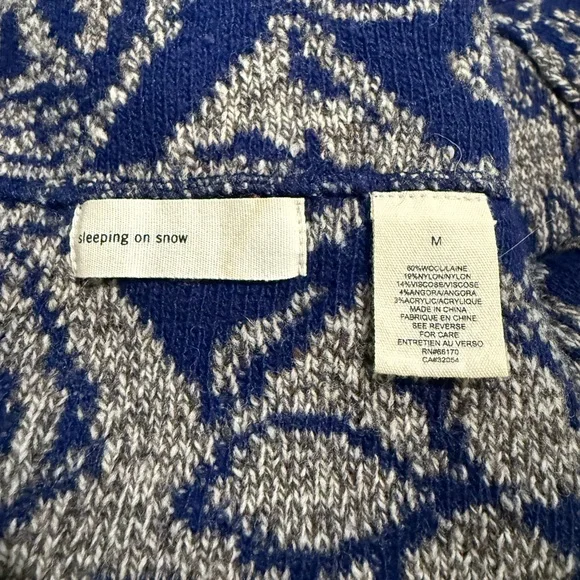 sleeping on snow
M
60%WOOL/LAINE
19%NYLON/NYLON
14%VISCOSE/VISCOSE
4%ANGORA/ANGORA
3%ACRYLIC/ACRYLIQUE
MADE IN CHINA
FABRIQUE EN CHINE
SEE REVERSE
FOR CARE
ENTRETIEN AU VERSO
RN#66170
CA#32054